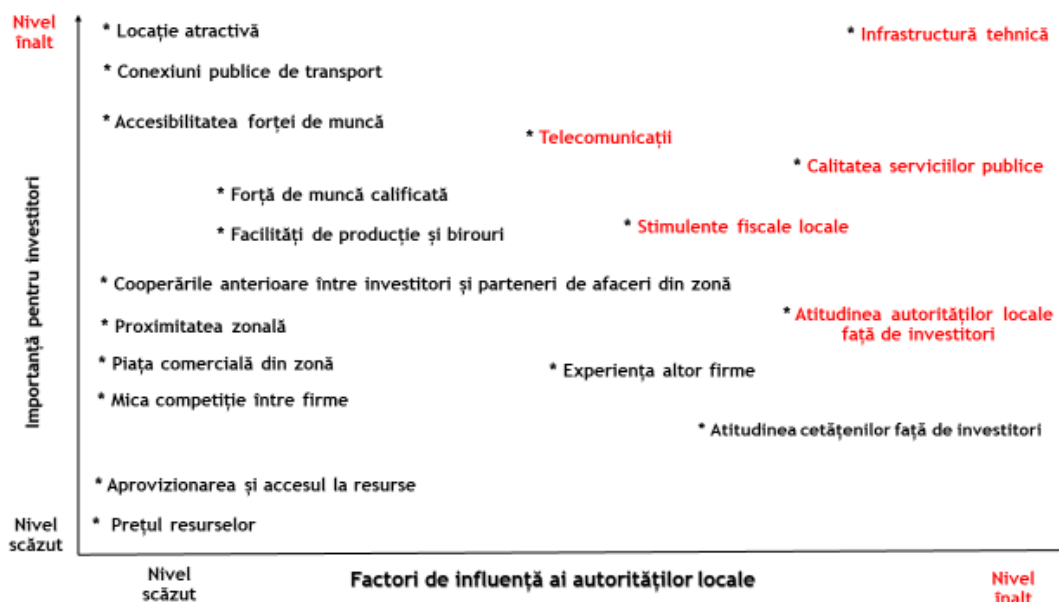 Nivel
înalt
* Locație atractivă
* Infrastructură tehnică
* Conexiuni publice de transport
* Accesibilitatea forței de muncă
* Telecomunicații
* Calitatea serviciilor publice
* Forță de muncă calificată
* Stimulente fiscale locale
* Facilități de producție și birouri
Importanță pentru investitori
* Cooperările anterioare între investitori și parteneri de afaceri din zonă
* Atitudinea autorităților locale
față de investitori
* Proximitatea zonală
* Piața comercială din zonă
* Experiența altor firme
* Mica competiție între firme
* Atitudinea cetățenilor față de investitori
* Aprovizionarea și accesul la resurse
Nivel
scăzut
* Prețul resurselor
Nivel
scăzut
Factori de influență ai autorităților locale
Nivel
înalt